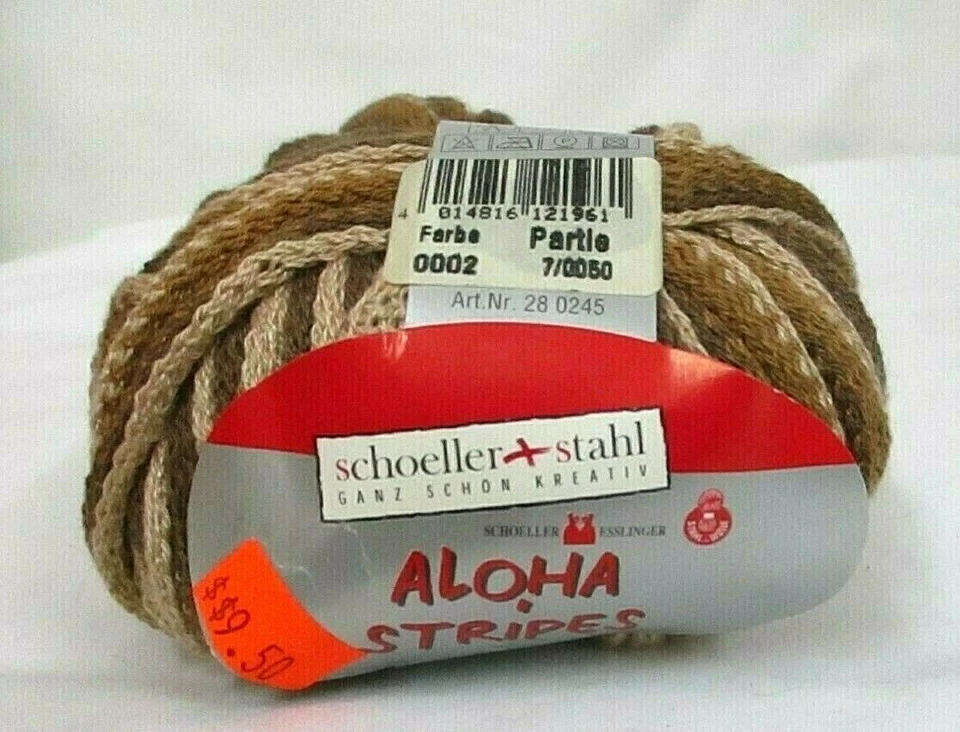 4 014816 121961
Farbe Partie
0002 7/0050
Art.Nr. 28 0245
schoeller+stahl
GANZ SCHÖN KREATIV
SCHOELLER ESSLINGER
ALOHA
STRIPES
$9.50